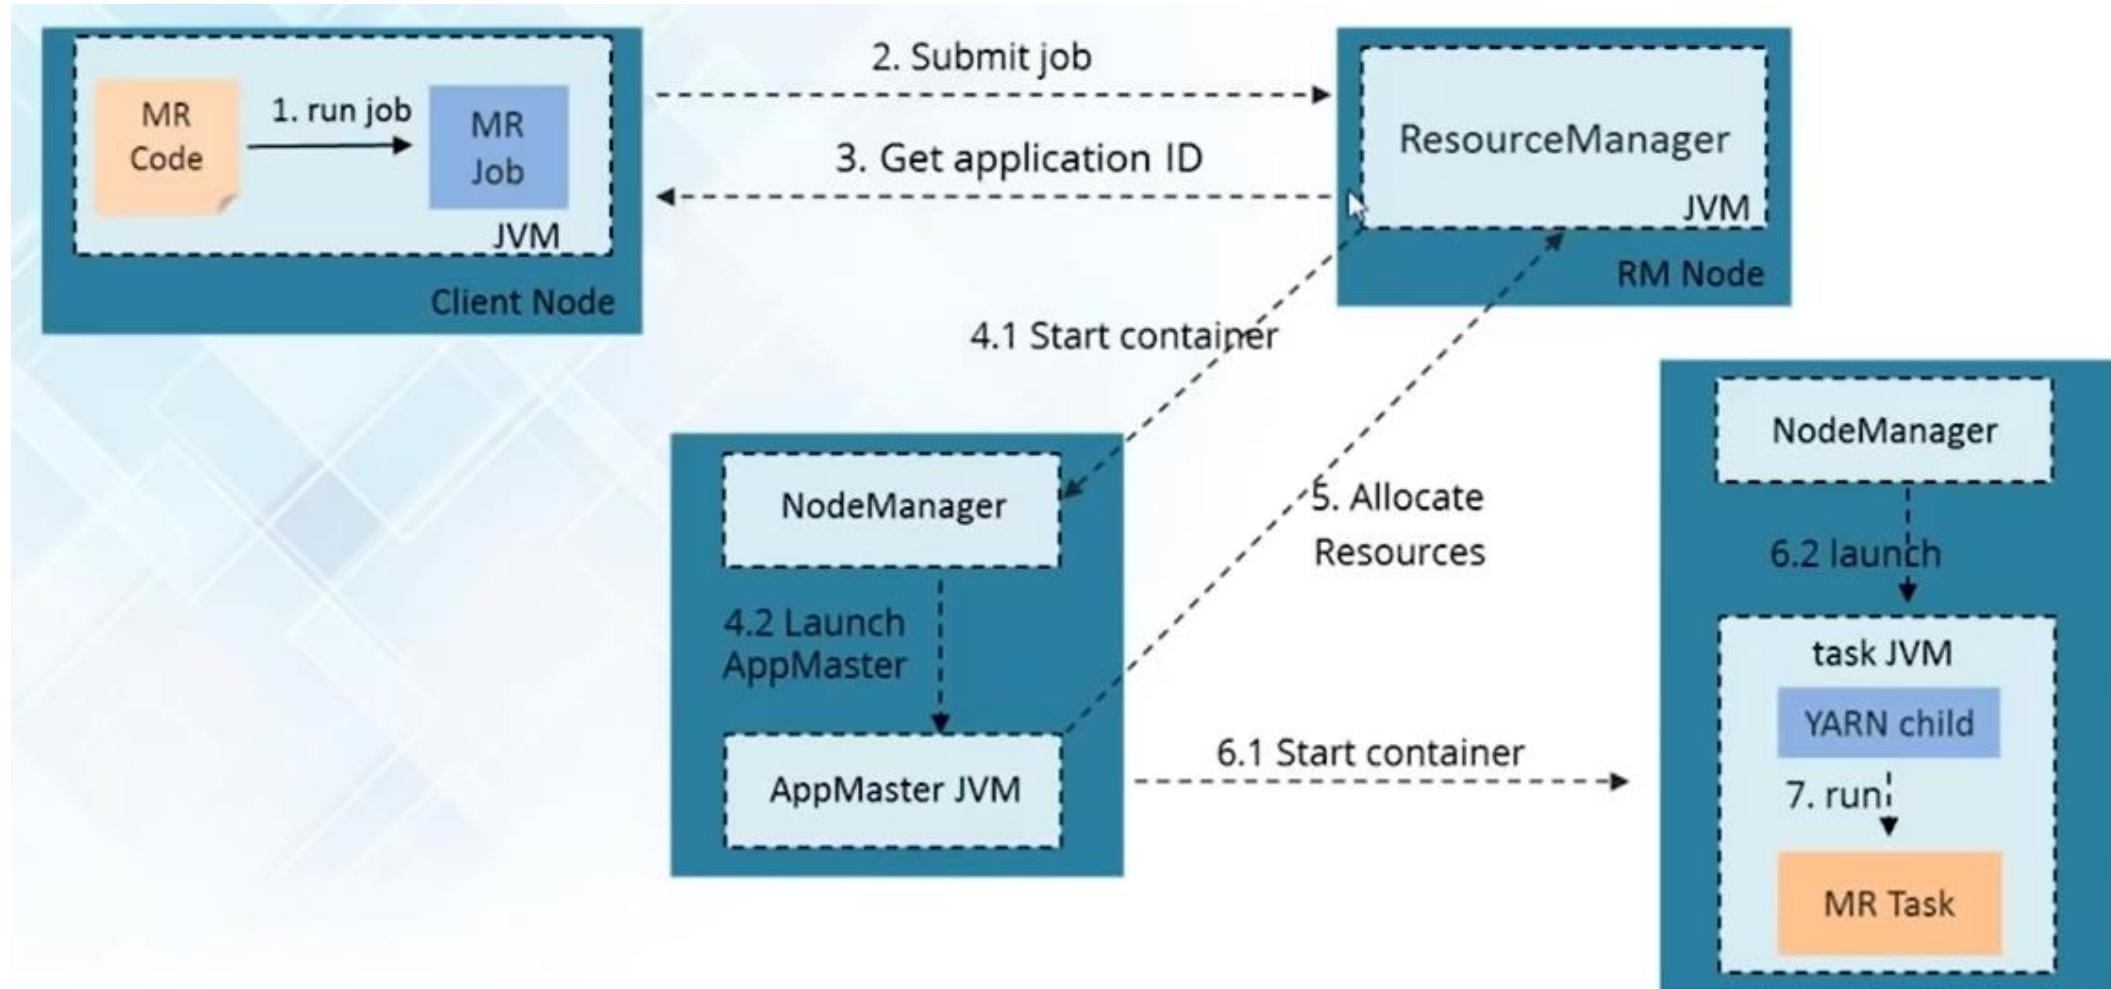 MR
Code
1. run job
MR
Job
JVM
Client Node
2. Submit job
3. Get application ID
ResourceManager
JVM
RM Node
4.1 Start container
NodeManager
4.2 Launch
AppMaster
AppMaster JVM
5. Allocate
Resources
6.1 Start container
NodeManager
6.2 launch
task JVM
YARN child
7. run
MR Task